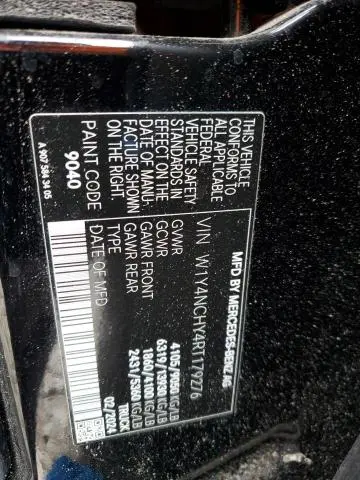 MFD BY MERCEDES-BENZ AG
VIN W1Y4NCHY4RT179276
GVWR 4105/9050 KG/LB
GCWR 6319/13930 KG/LB
GAWR FRONT 1860/4100 KG/LB
GAWR REAR 2431/5360 KG/LB
TYPE TRUCK
DATE OF MFD 02/2024
THIS VEHICLE
CONFORMS TO
ALL APPLICABLE
FEDERAL
VEHICLE SAFETY
STANDARDS IN
EFFECT ON THE
DATE OF MANU-
FACTURE SHOWN
ON THE RIGHT.
PAINT CODE
9040
A 907 584 34 05